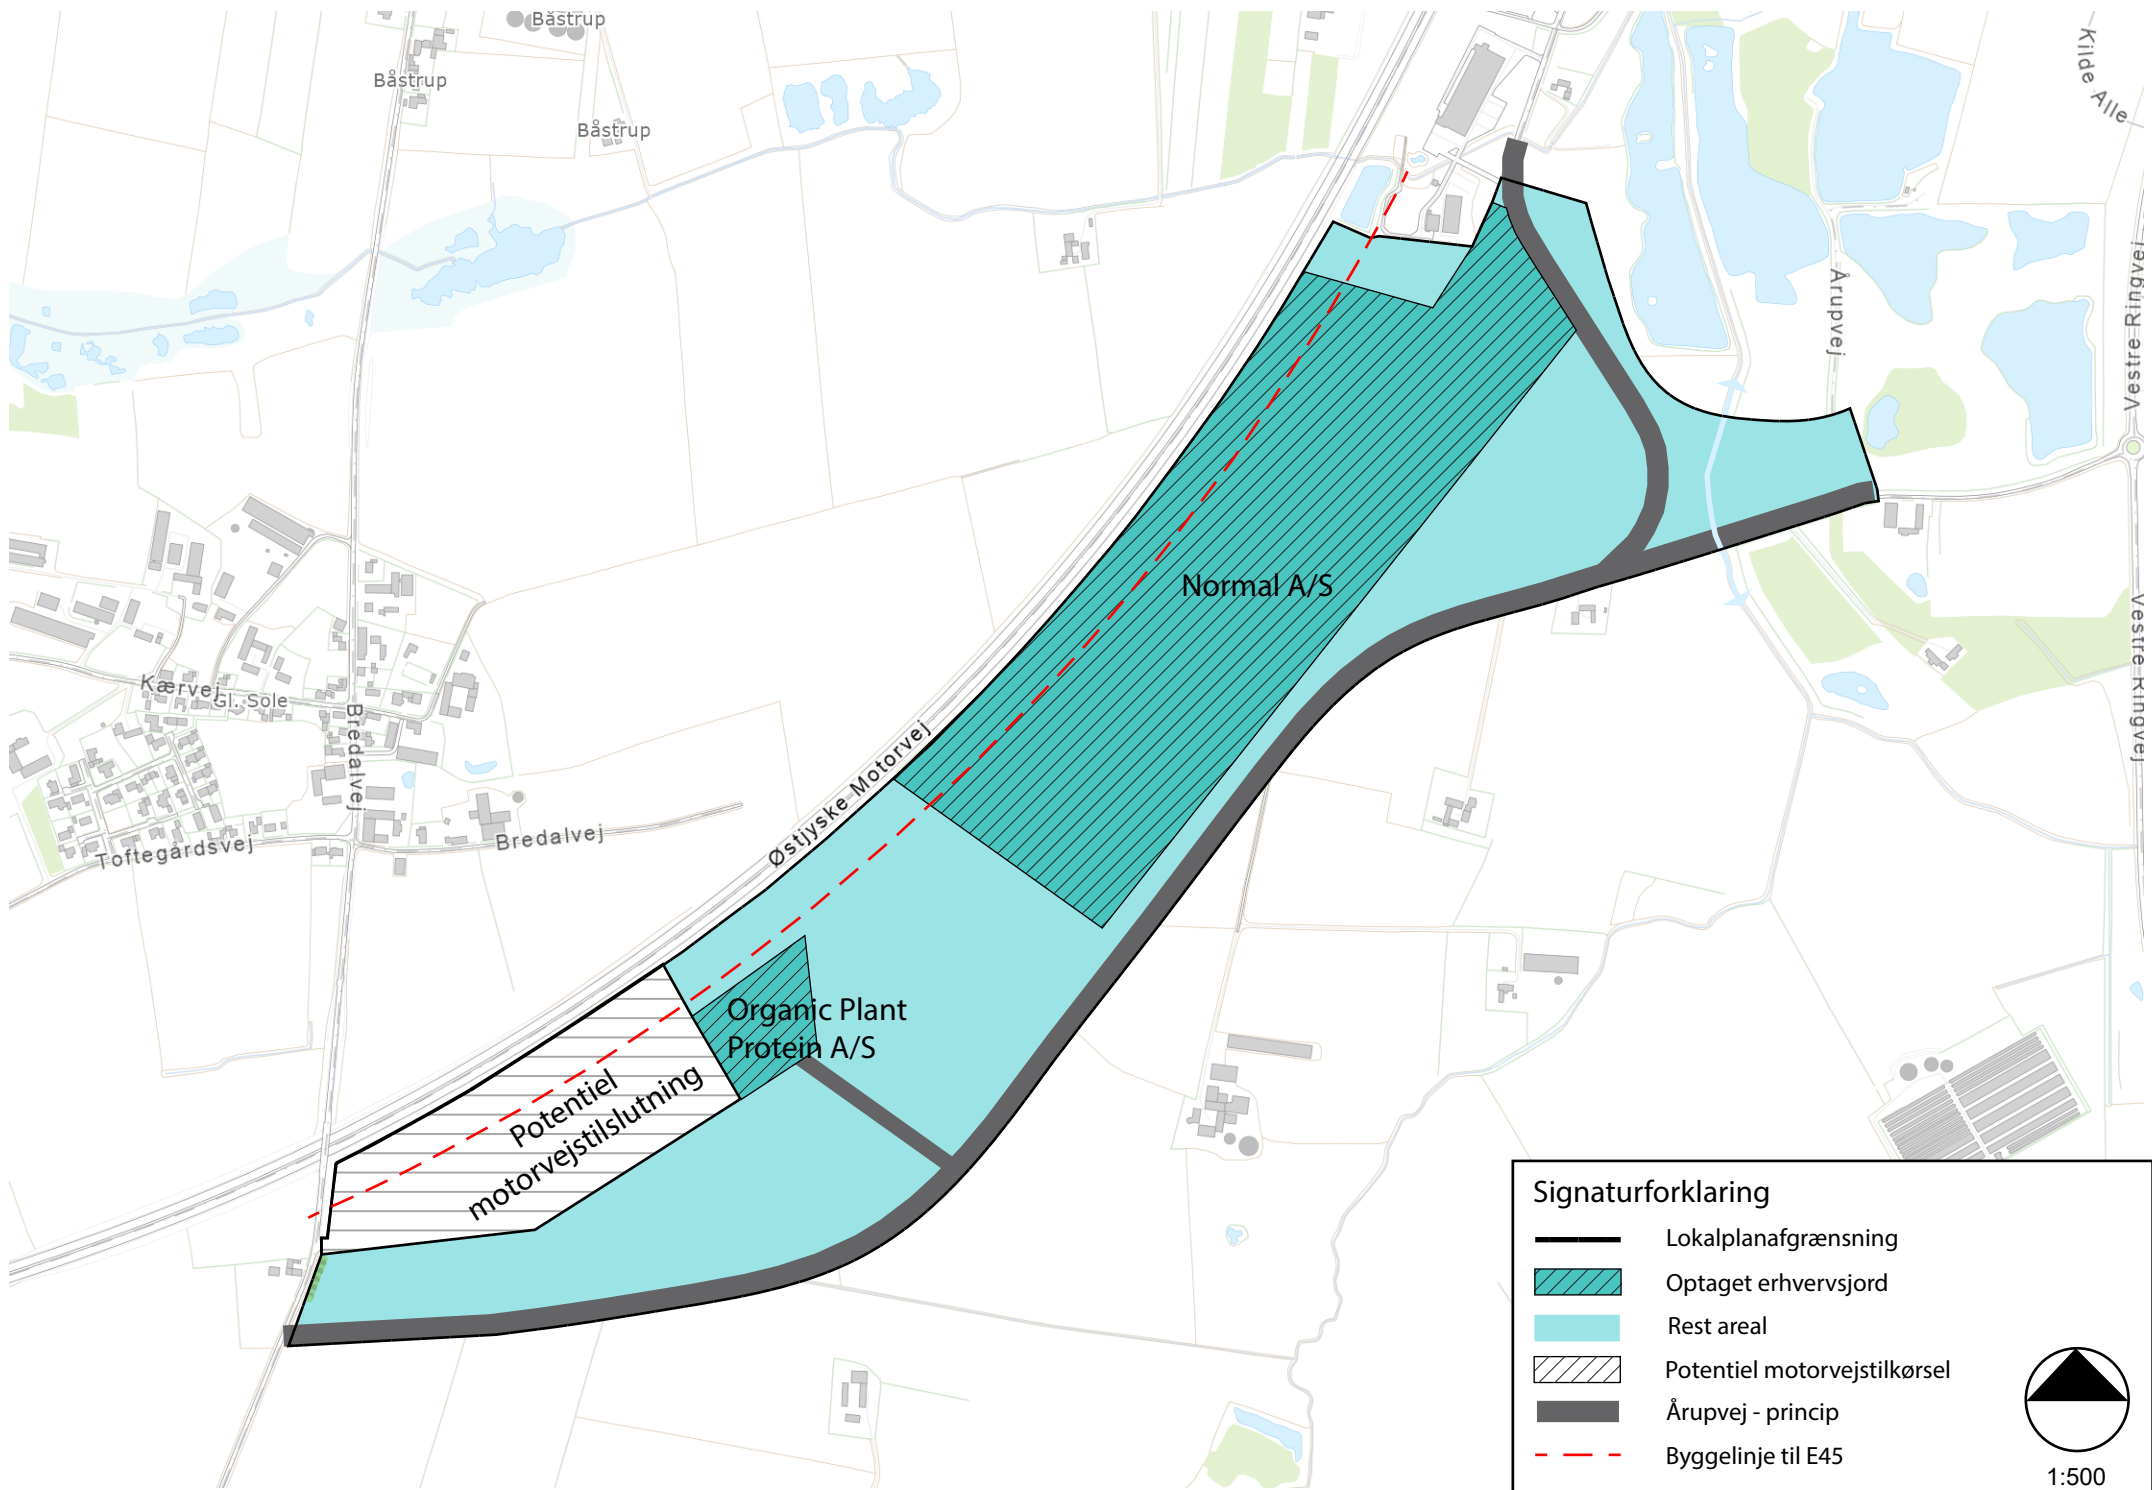 Båstrup
Båstrup
Båstrup
Kilde Alle
Årupvej
Vestre Ringvej
Vestre Ringvej
Normal A/S
Kærvej
Gl. Sole
Bredalvej
Østjyske Motorvej
Toftegårdsvej
Bredalvej
Organic Plant
Protein A/S
Potentiel
motorvejstilslutning
Signaturforklaring
Lokalplanafgrænsning
Optaget erhvervsjord
Rest areal
Potentiel motorvejstilkørsel
Årupvej - princip
Byggelinje til E45
1:500